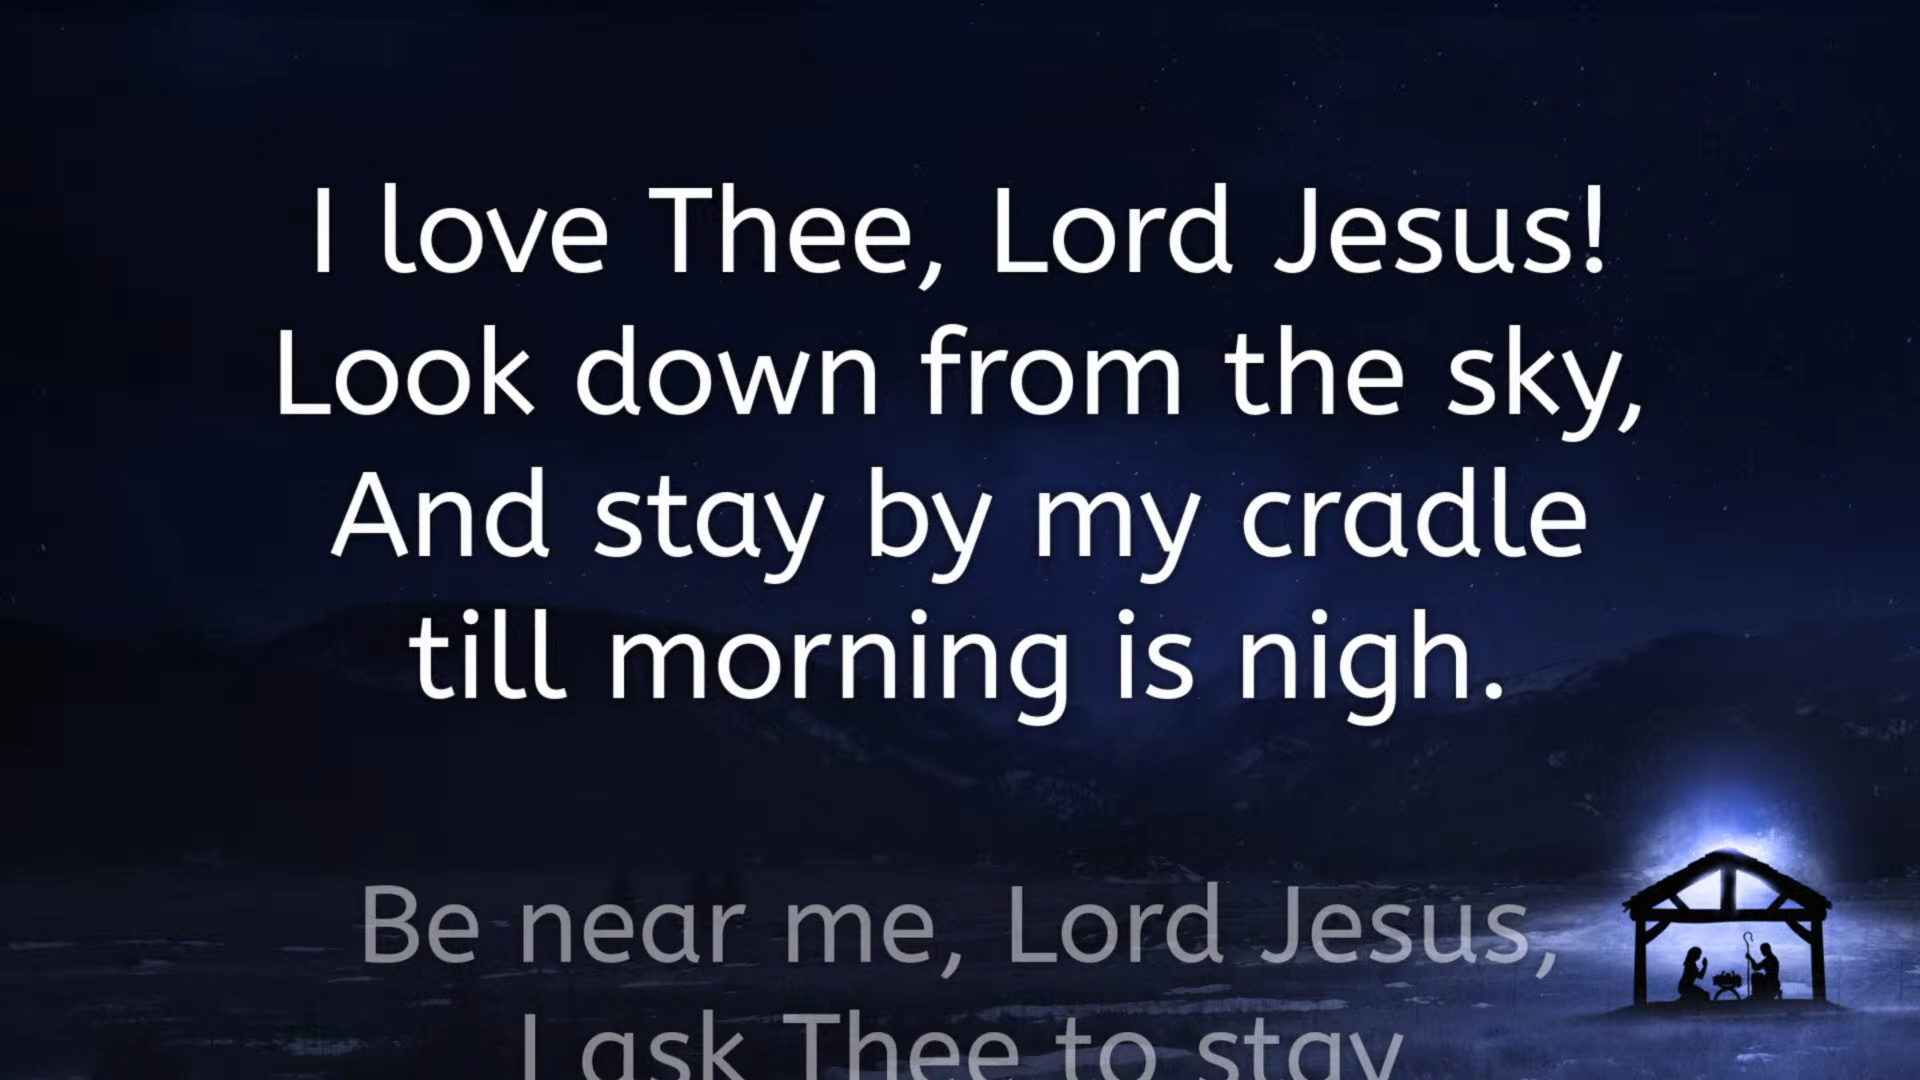 I love Thee, Lord Jesus!
Look down from the sky,
And stay by my cradle
till morning is nigh.
Be near me, Lord Jesus,
I ask Thee to stay